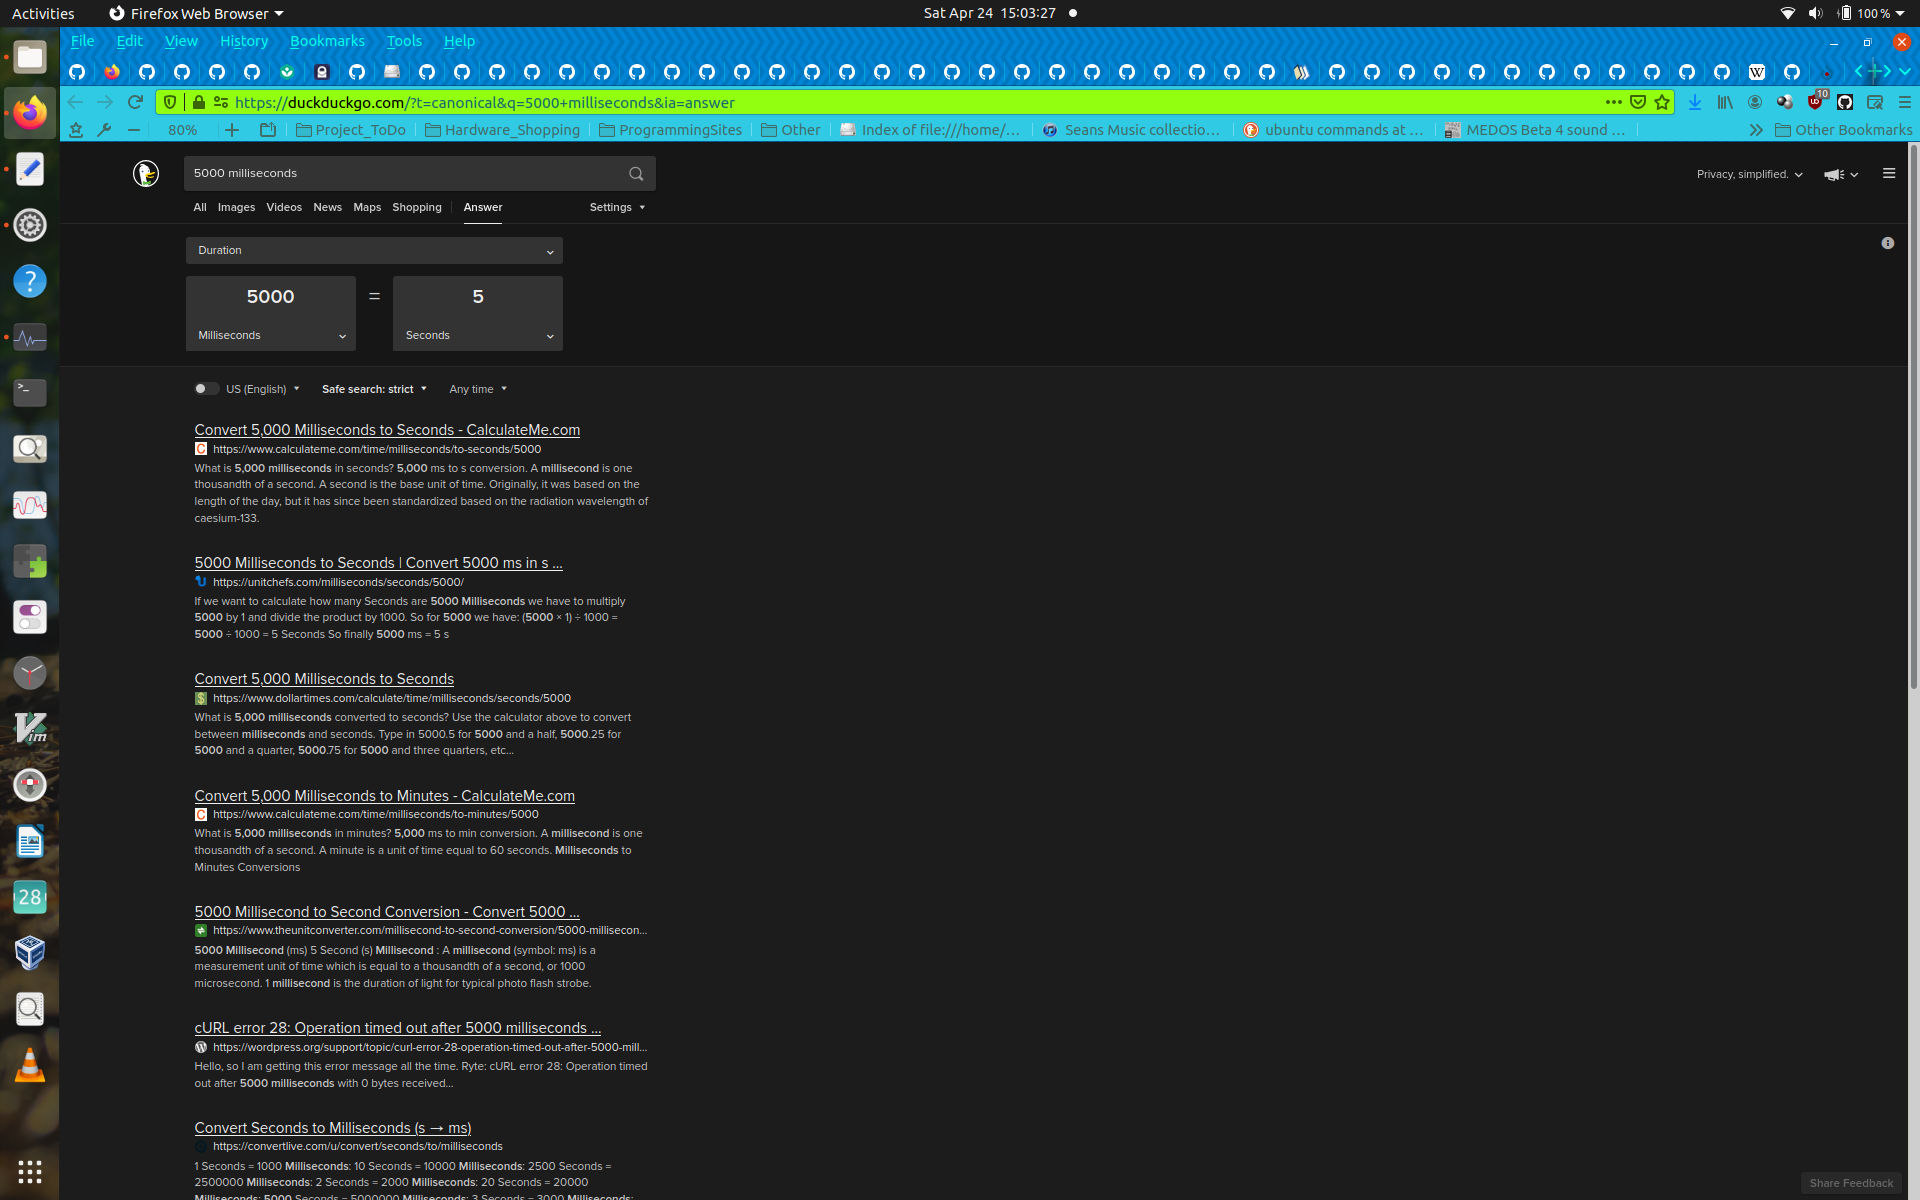 Activities
Firefox Web Browser
Sat Apr 24 15:03:27
100 %
File Edit View History Bookmarks Tools Help
https://duckduckgo.com/?t=canonical&q=5000+milliseconds&ia=answer
10
80%
Project_ToDo
Hardware_Shopping
ProgrammingSites
Other
Index of file:///home/...
Seans Music collectio...
ubuntu commands at ...
MEDOS Beta 4 sound ...
Other Bookmarks
5000 milliseconds
Privacy, simplified.
All Images Videos News Maps Shopping Answer Settings
Duration
5000 = 5
Milliseconds Seconds
US (English) Safe search: strict Any time
Convert 5,000 Milliseconds to Seconds - CalculateMe.com
https://www.calculateme.com/time/milliseconds/to-seconds/5000
What is 5,000 milliseconds in seconds? 5,000 ms to s conversion. A millisecond is one
thousandth of a second. A second is the base unit of time. Originally, it was based on the
length of the day, but it has since been standardized based on the radiation wavelength of
caesium-133.
5000 Milliseconds to Seconds | Convert 5000 ms in s ...
https://unitchefs.com/milliseconds/seconds/5000/
If we want to calculate how many Seconds are 5000 Milliseconds we have to multiply
5000 by 1 and divide the product by 1000. So for 5000 we have: (5000 × 1) ÷ 1000 =
5000 ÷ 1000 = 5 Seconds So finally 5000 ms = 5 s
Convert 5,000 Milliseconds to Seconds
https://www.dollartimes.com/calculate/time/milliseconds/seconds/5000
What is 5,000 milliseconds converted to seconds? Use the calculator above to convert
between milliseconds and seconds. Type in 5000.5 for 5000 and a half, 5000.25 for
5000 and a quarter, 5000.75 for 5000 and three quarters, etc...
Convert 5,000 Milliseconds to Minutes - CalculateMe.com
https://www.calculateme.com/time/milliseconds/to-minutes/5000
What is 5,000 milliseconds in minutes? 5,000 ms to min conversion. A millisecond is one
thousandth of a second. A minute is a unit of time equal to 60 seconds. Milliseconds to
Minutes Conversions
5000 Millisecond to Second Conversion - Convert 5000 ...
https://www.theunitconverter.com/millisecond-to-second-conversion/5000-millisecon...
5000 Millisecond (ms) 5 Second (s) Millisecond : A millisecond (symbol: ms) is a
measurement unit of time which is equal to a thousandth of a second, or 1000
microsecond. 1 millisecond is the duration of light for typical photo flash strobe.
cURL error 28: Operation timed out after 5000 milliseconds ...
https://wordpress.org/support/topic/curl-error-28-operation-timed-out-after-5000-mill...
Hello, so I am getting this error message all the time. Ryte: cURL error 28: Operation timed
out after 5000 milliseconds with 0 bytes received...
Convert Seconds to Milliseconds (s → ms)
https://convertlive.com/u/convert/seconds/to/milliseconds
1 Seconds = 1000 Milliseconds: 10 Seconds = 10000 Milliseconds: 2500 Seconds =
2500000 Milliseconds: 2 Seconds = 2000 Milliseconds: 20 Seconds = 20000
Milliseconds: 5000 Seconds = 5000000 Milliseconds: 3 Seconds = 3000 Milliseconds:
Share Feedback
28
Vim